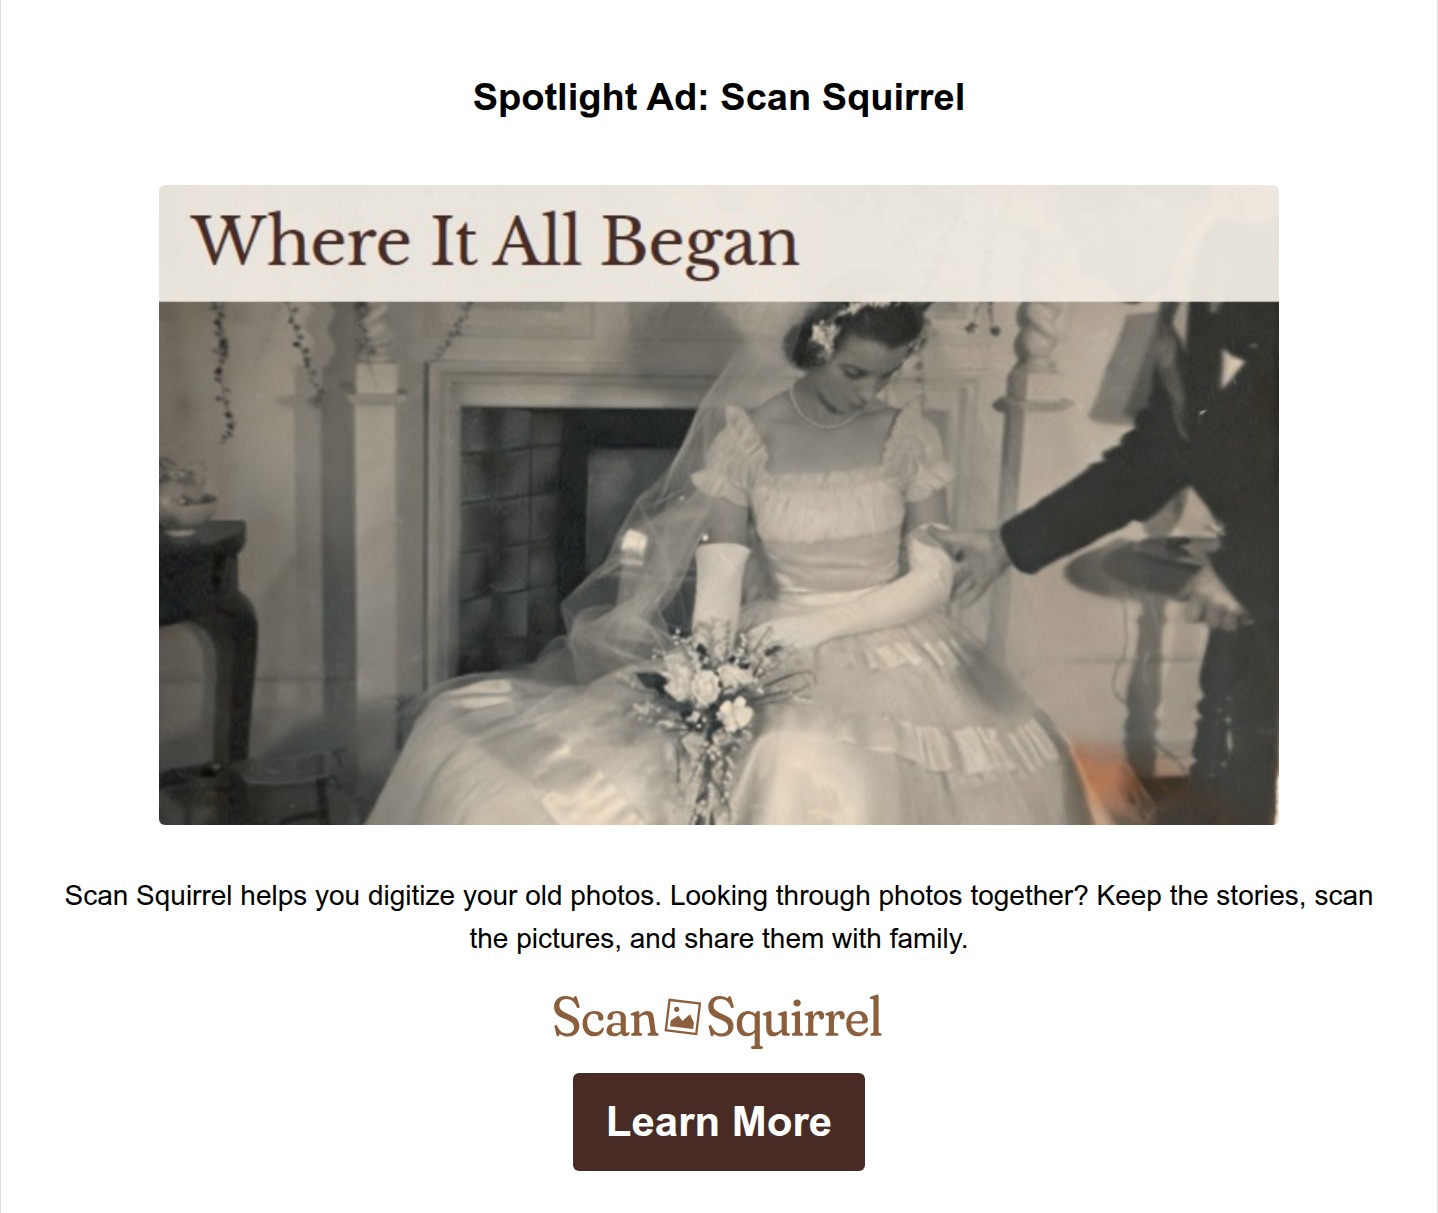 Spotlight Ad: Scan Squirrel
Where It All Began
Scan Squirrel helps you digitize your old photos. Looking through photos together? Keep the stories, scan
the pictures, and share them with family.
Scan Squirrel
Learn More